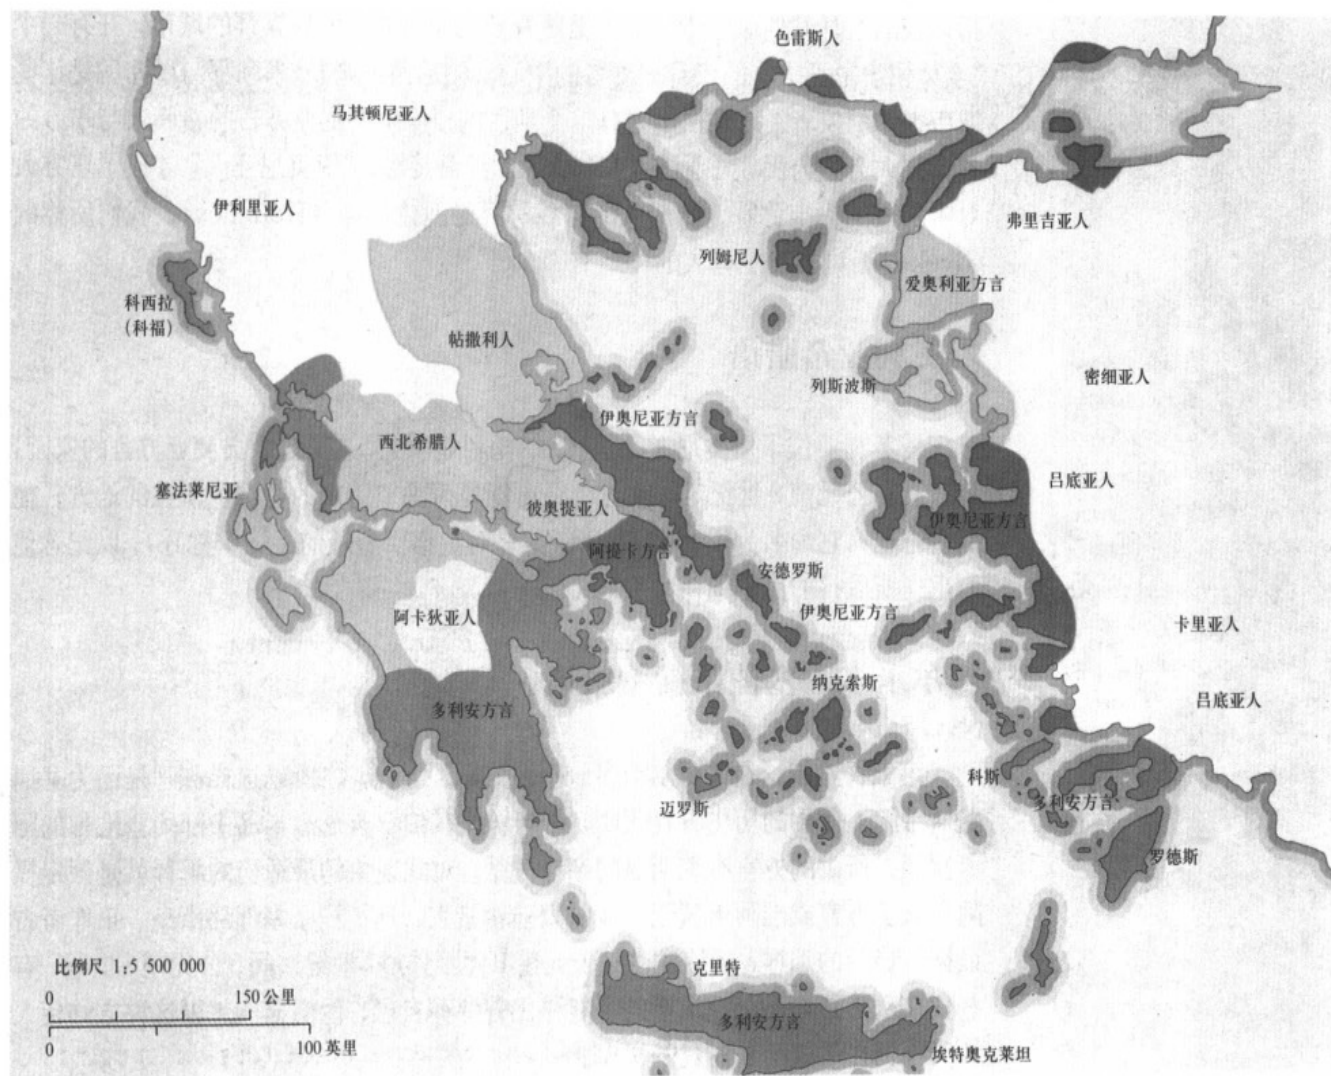 色雷斯人
马其顿尼亚人
伊利里亚人
弗里吉亚人
列姆尼人
爱奥利亚方言
科西拉
（科福）
帖撒利人
列斯波斯
密细亚人
伊奥尼亚方言
西北希腊人
吕底亚人
塞法莱尼亚
彼奥提亚人
伊奥尼亚方言
阿提卡方言
安德罗斯
伊奥尼亚方言
阿卡狄亚人
卡里亚人
纳克索斯
吕底亚人
多利安方言
科斯
迈罗斯
多利安方言
罗德斯
克里特
比例尺 1:5 500 000
0 150公里
多利安方言
0 100英里
埃特奥克莱坦